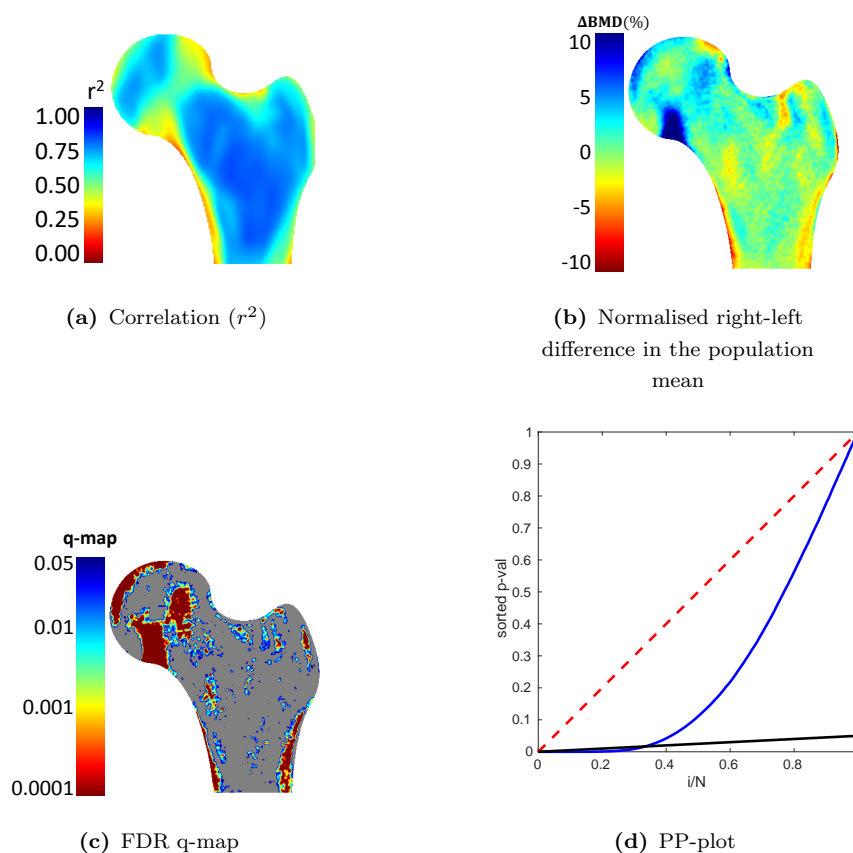 r²
1.00
0.75
0.50
0.25
0.00
(a) Correlation (r²)
ΔBMD(%)
10
5
0
-5
-10
(b) Normalised right-left
difference in the population
mean
q-map
0.05
0.01
0.001
0.0001
(c) FDR q-map
1
0.9
0.8
0.7
0.6
0.5
0.4
0.3
0.2
0.1
0
sorted p-val
0 0.2 0.4 0.6 0.8
i/N
(d) PP-plot